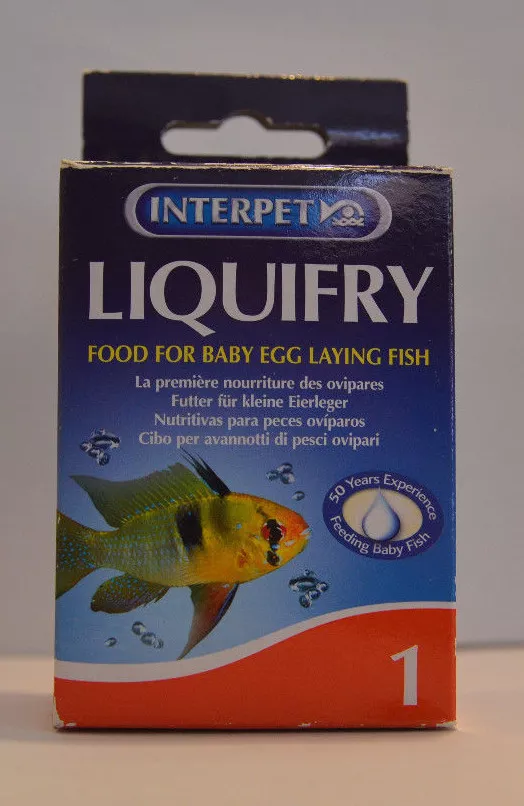 INTERPET
LIQUIFRY
FOOD FOR BABY EGG LAYING FISH
La première nourriture des ovipares
Futter für kleine Eierleger
Nutritivas para peces ovíparos
Cibo per avannotti di pesci ovipari
50 Years Experience
Feeding Baby Fish
1